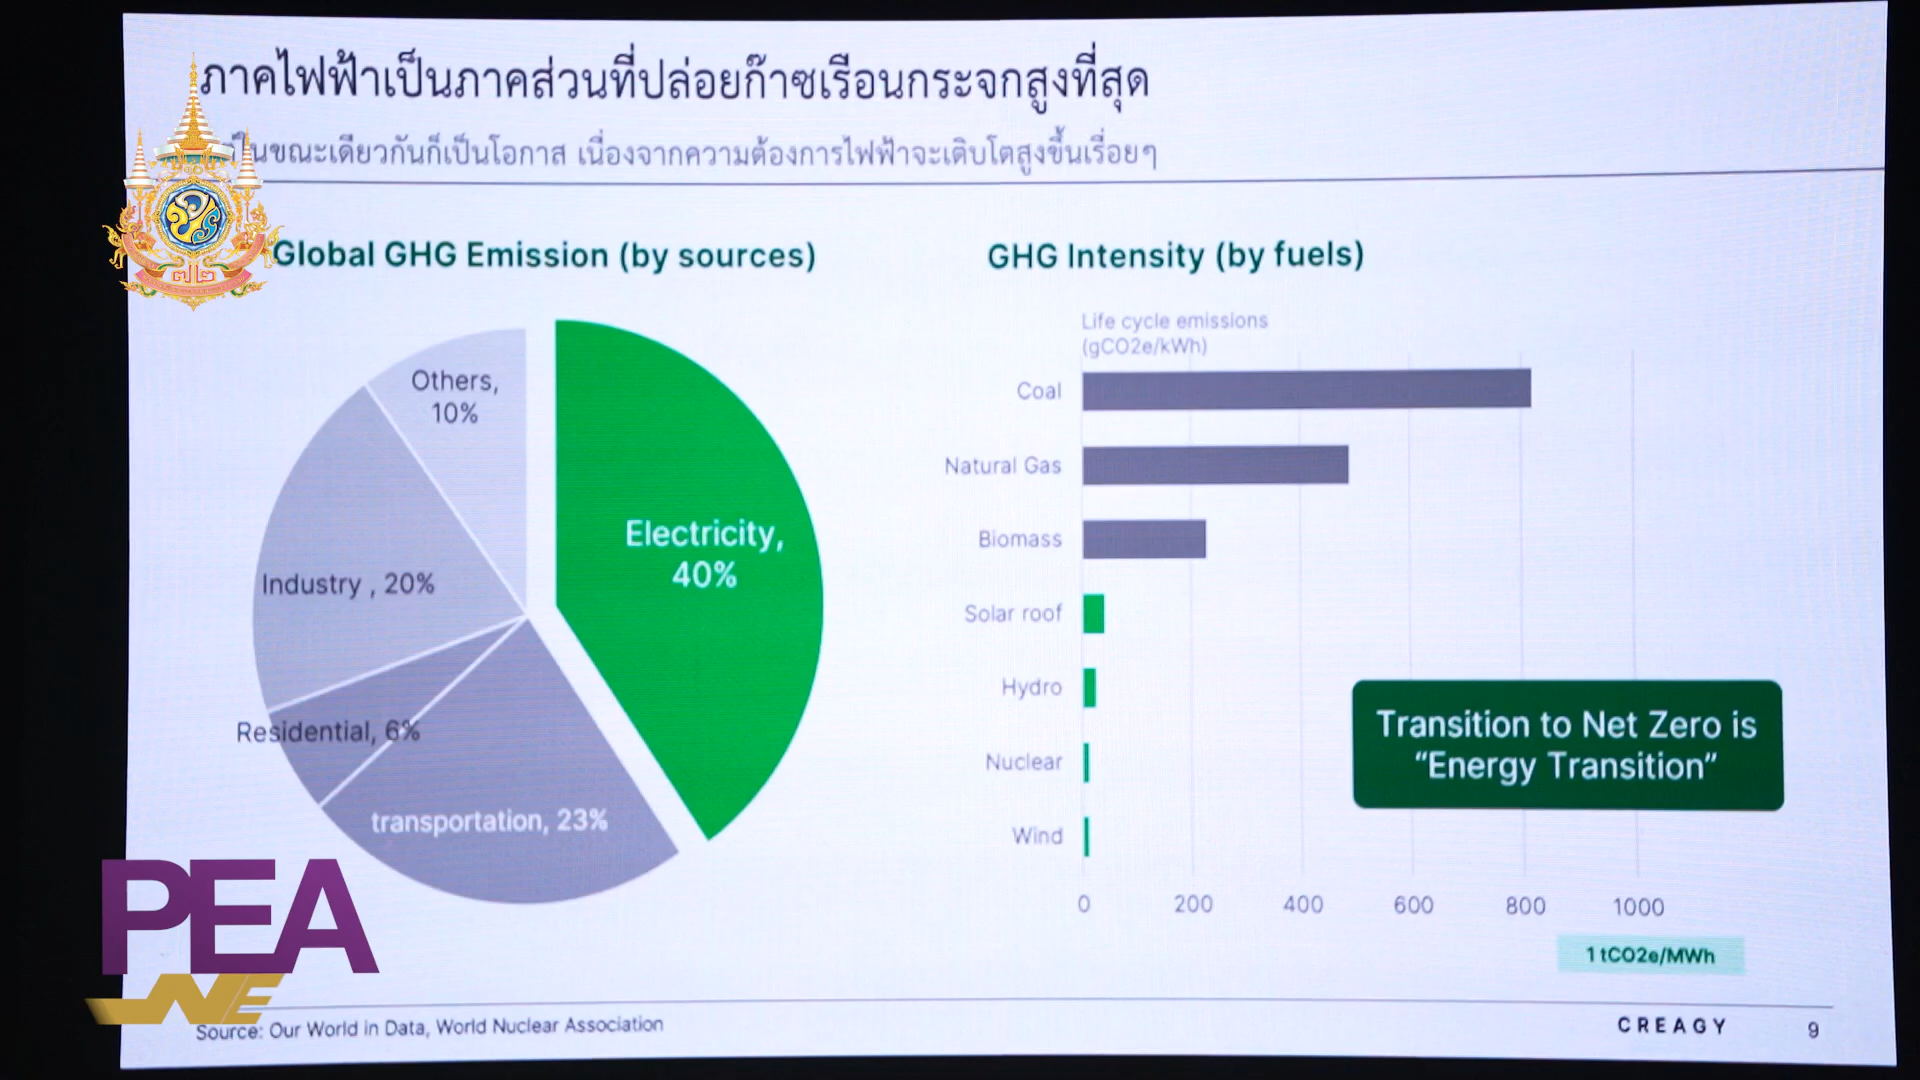 ภาคไฟฟ้าเป็นภาคส่วนที่ปล่อยก๊าซเรือนกระจกสูงที่สุด
เป็นขณะเดียวกันก็เป็นโอกาส เนื่องจากความต้องการไฟฟ้าจะเติบโตสูงขึ้นเรื่อยๆ
Global GHG Emission (by sources)
Others,
10%
Electricity,
40%
Industry , 20%
Residential, 6%
transportation, 23%
GHG Intensity (by fuels)
Life cycle emissions
(gCO2e/kWh)
Coal
Natural Gas
Biomass
Solar roof
Hydro
Nuclear
Wind
0 200 400 600 800 1000
1 tCO2e/MWh
Transition to Net Zero is
“Energy Transition”
๗๒
PEA
NE
Source: Our World in Data, World Nuclear Association
CREAGY
9